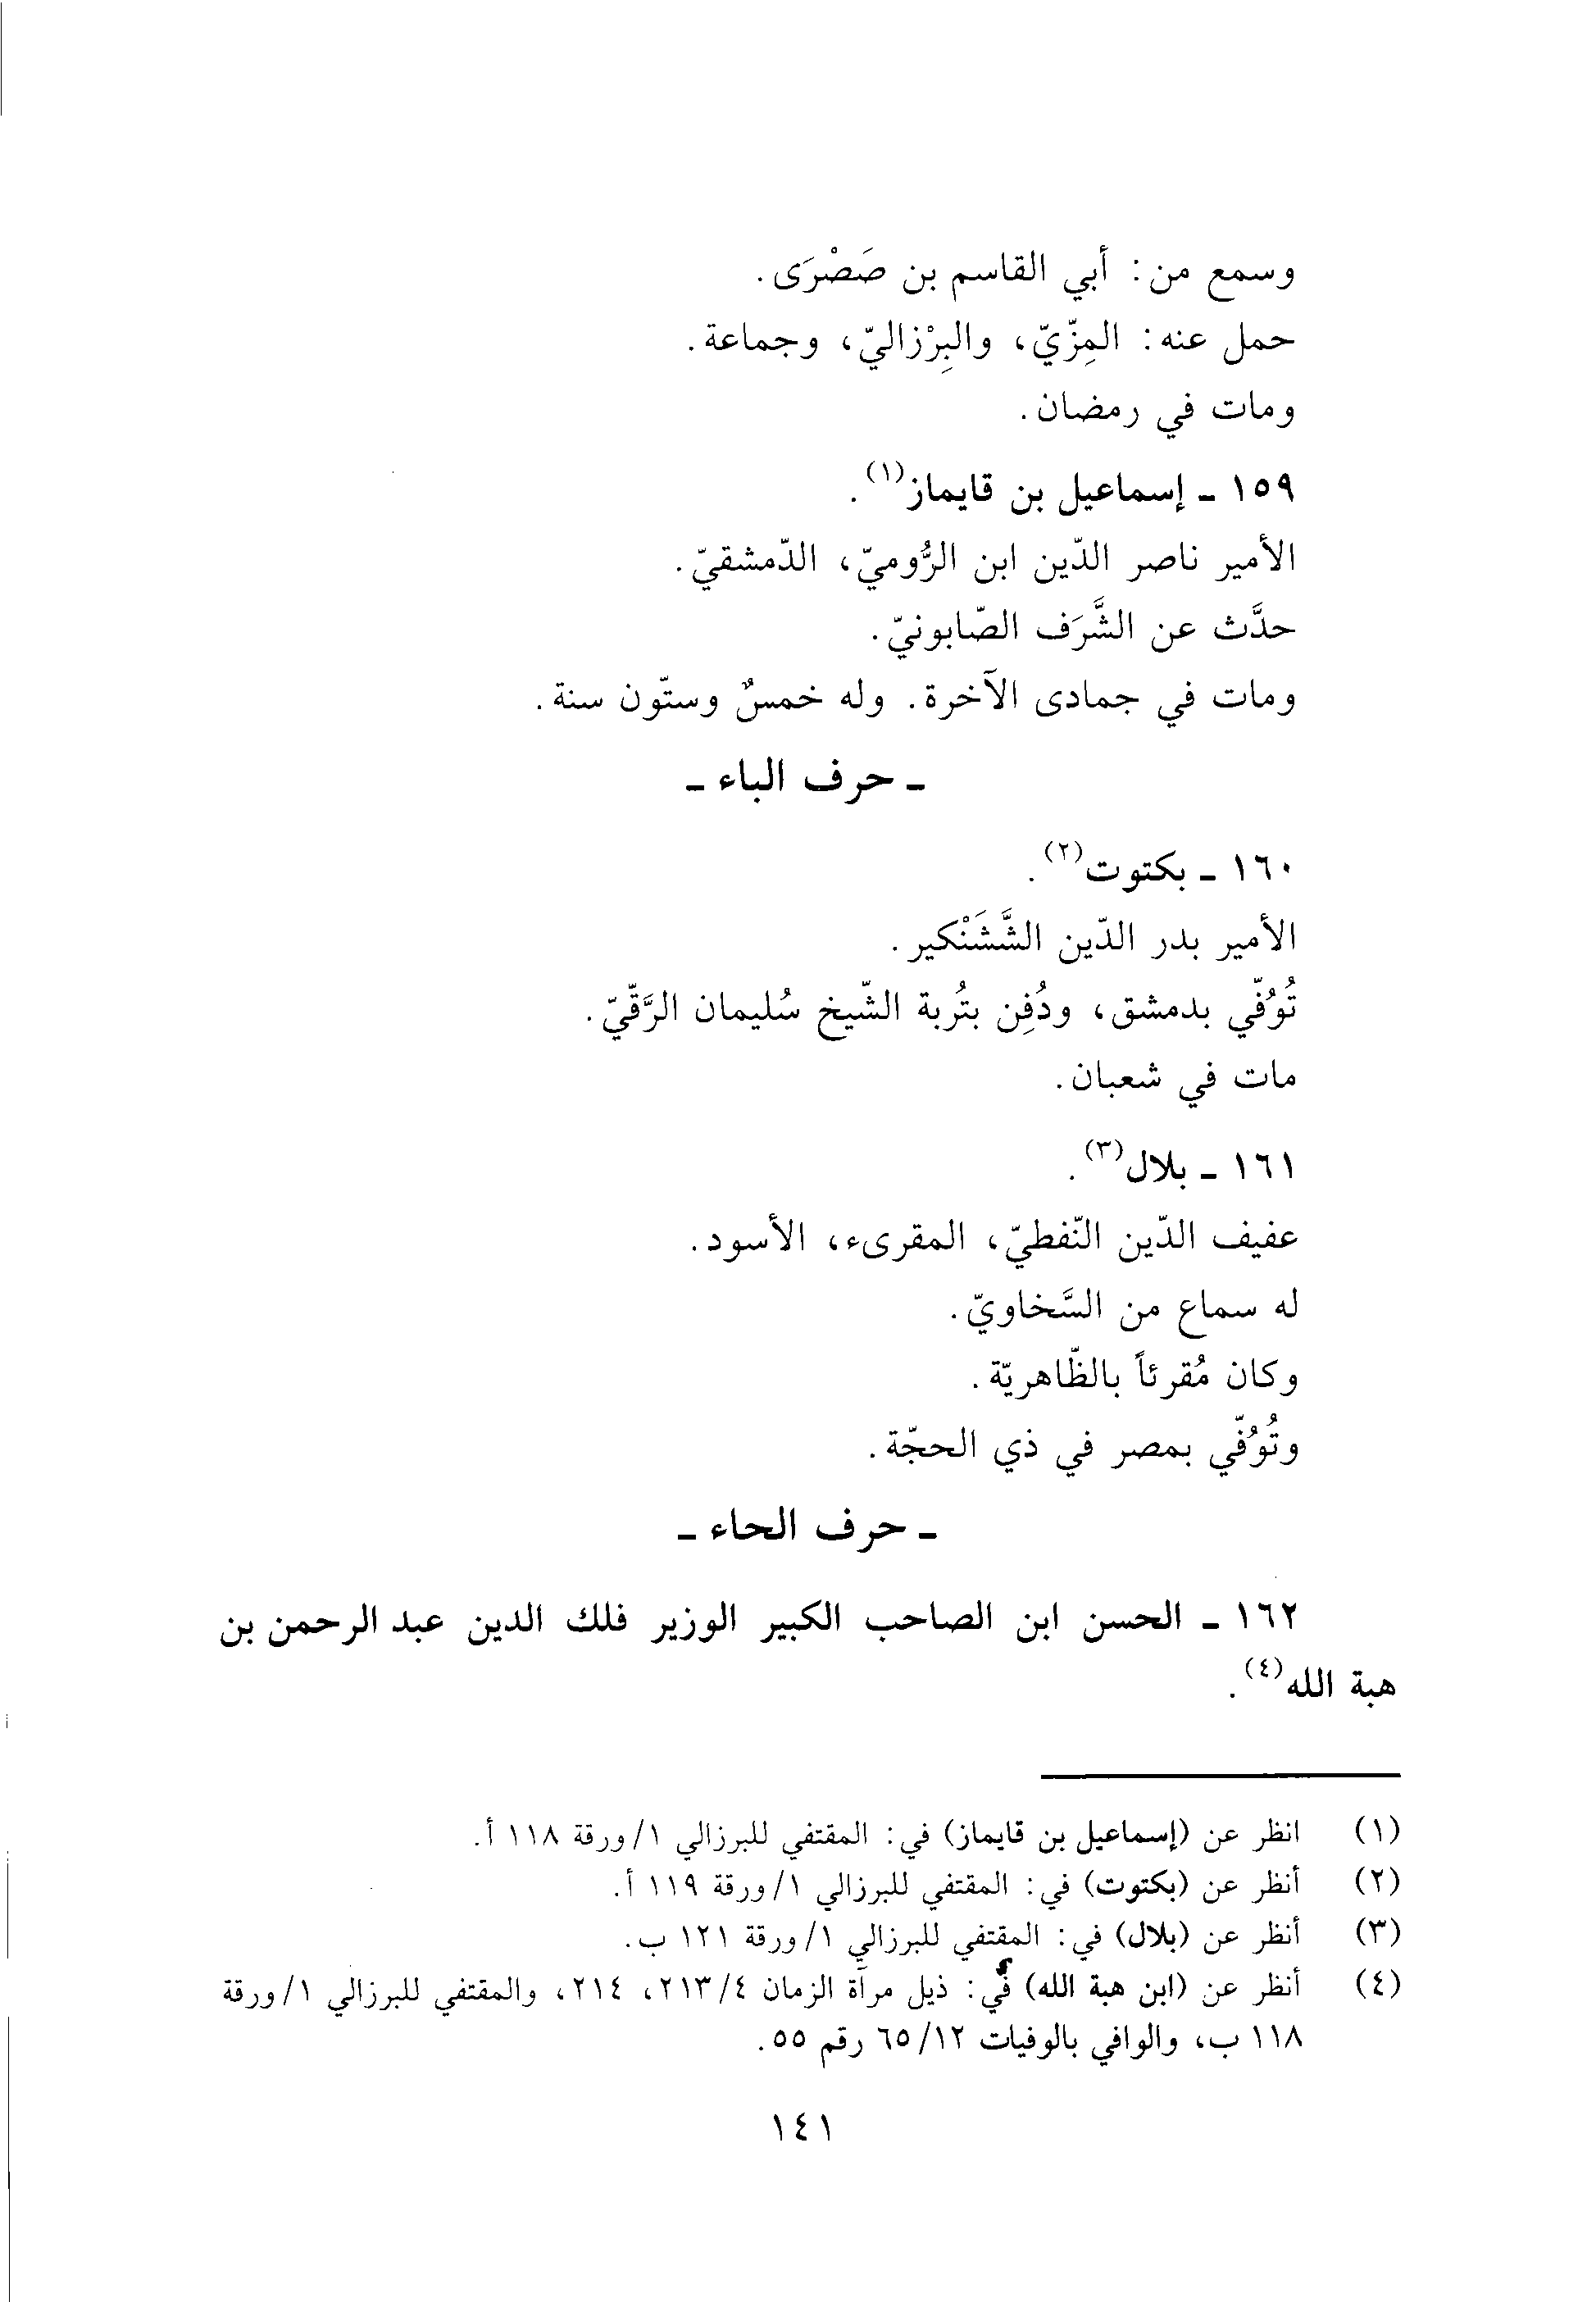 وسمع من: أبي القاسم بن صَصْرَى.
حمل عنه: المِزّيّ، والبِرْزاليّ، وجماعة.
ومات في رمضان.
١٥٩ ـ إسماعيل بن قايماز(١).
الأمير ناصر الدّين ابن الرُّوميّ، الدّمشقيّ.
حدَّث عن الشَّرَف الصّابونيّ.
ومات في جمادى الآخرة. وله خمسٌ وستّون سنة.
ـ حرف الباء ـ
١٦٠ ـ بكتوت(٢).
الأمير بدر الدّين الشَّشَنْكير.
تُوُفّي بدمشق، ودُفِن بتُربة الشّيخ سُليمان الرَّقّيّ.
مات في شعبان.
١٦١ ـ بلال(٣).
عفيف الدّين النّفطيّ، المقرىء، الأسود.
له سماع من السَّخاويّ.
وكان مُقرئاً بالظّاهريّة.
وتُوُفّي بمصر في ذي الحجّة.
ـ حرف الحاء ـ
١٦٢ ـ الحسن ابن الصاحب الكبير الوزير فلك الدين عبد الرحمن بن
هبة الله(٤).
(١) انظر عن (إسماعيل بن قايماز) في: المقتفي للبرزالي ١/ورقة ١١٨ أ.
(٢) أنظر عن (بكتوت) في: المقتفي للبرزالي ١/ورقة ١١٩ أ.
(٣) أنظر عن (بلال) في: المقتفي للبرزالي ١/ورقة ١٢١ ب.
(٤) أنظر عن (ابن هبة الله) في: ذيل مرآة الزمان ٢١٣/٤، ٢١٤، والمقتفي للبرزالي ١/ورقة
١١٨ ب، والوافي بالوفيات ٦٥/١٢ رقم ٥٥.
١٤١